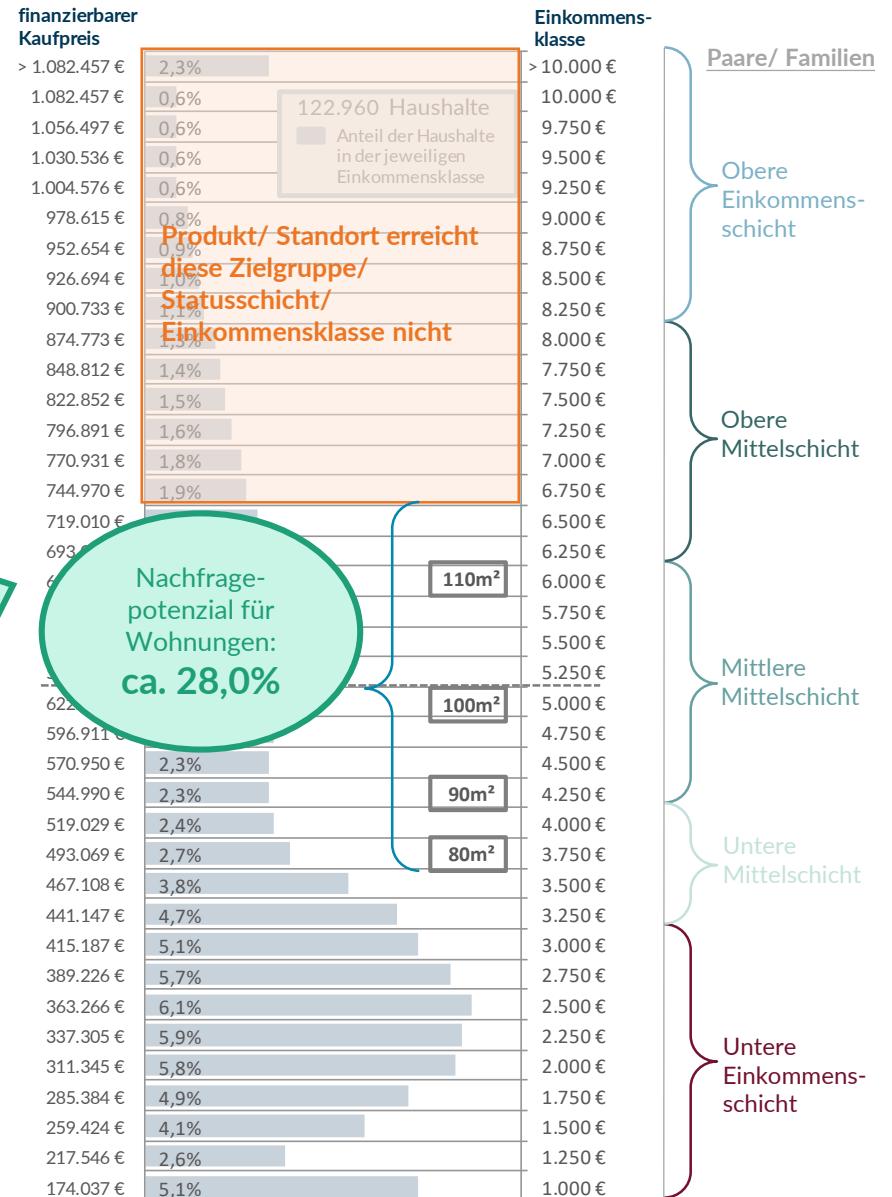 finanzierbarer
Kaufpreis
Einkommens-
klasse
Paare/ Familien
> 1.082.457 € 2,3% > 10.000 €
1.082.457 € 0,6% 10.000 €
1.056.497 € 0,6% 9.750 €
1.030.536 € 0,6% 9.500 €
1.004.576 € 0,6% 9.250 €
978.615 € 0,8% 9.000 €
952.654 € 0,9% 8.750 €
926.694 € 1,0% 8.500 €
900.733 € 1,1% 8.250 €
874.773 € 1,3% 8.000 €
848.812 € 1,4% 7.750 €
822.852 € 1,5% 7.500 €
796.891 € 1,6% 7.250 €
770.931 € 1,8% 7.000 €
744.970 € 1,9% 6.750 €
719.010 € 6.500 €
6.250 €
6.000 €
5.750 €
5.500 €
5.250 €
5.000 €
596.911 € 4.750 €
570.950 € 2,3% 4.500 €
544.990 € 2,3% 4.250 €
519.029 € 2,4% 4.000 €
493.069 € 2,7% 3.750 €
467.108 € 3,8% 3.500 €
441.147 € 4,7% 3.250 €
415.187 € 5,1% 3.000 €
389.226 € 5,7% 2.750 €
363.266 € 6,1% 2.500 €
337.305 € 5,9% 2.250 €
311.345 € 5,8% 2.000 €
285.384 € 4,9% 1.750 €
259.424 € 4,1% 1.500 €
217.546 € 2,6% 1.250 €
174.037 € 5,1% 1.000 €
122.960 Haushalte
Anteil der Haushalte
in der jeweiligen
Einkommensklasse
Produkt/ Standort erreicht
diese Zielgruppe/
Statusschicht/
Einkommensklasse nicht
Nachfrage-
potenzial für
Wohnungen:
ca. 28,0%
110m²
100m²
90m²
80m²
Obere
Einkommens-
schicht
Obere
Mittelschicht
Mittlere
Mittelschicht
Untere
Mittelschicht
Untere
Einkommens-
schicht